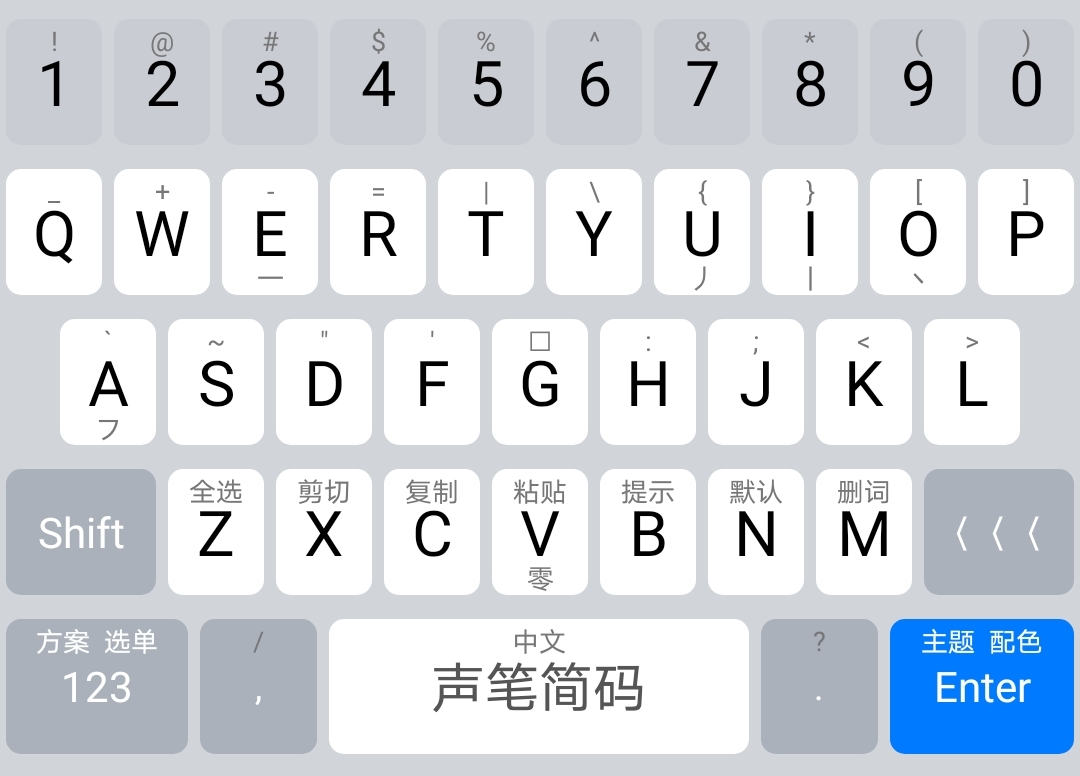 ! @ # $ % ^ & * ( )
1 2 3 4 5 6 7 8 9 0
_ + - = | \ { } [ ]
Q W E R T Y U I O P
一 丿 丨 丶
` ~ " ' □ : ; < >
A S D F G H J K L
フ
全选 剪切 复制 粘贴 提示 默认 删词
Shift Z X C V B N M 〈〈〈
零
方案 选单 / 中文 ? 主题 配色
123 , 声笔简码 . Enter